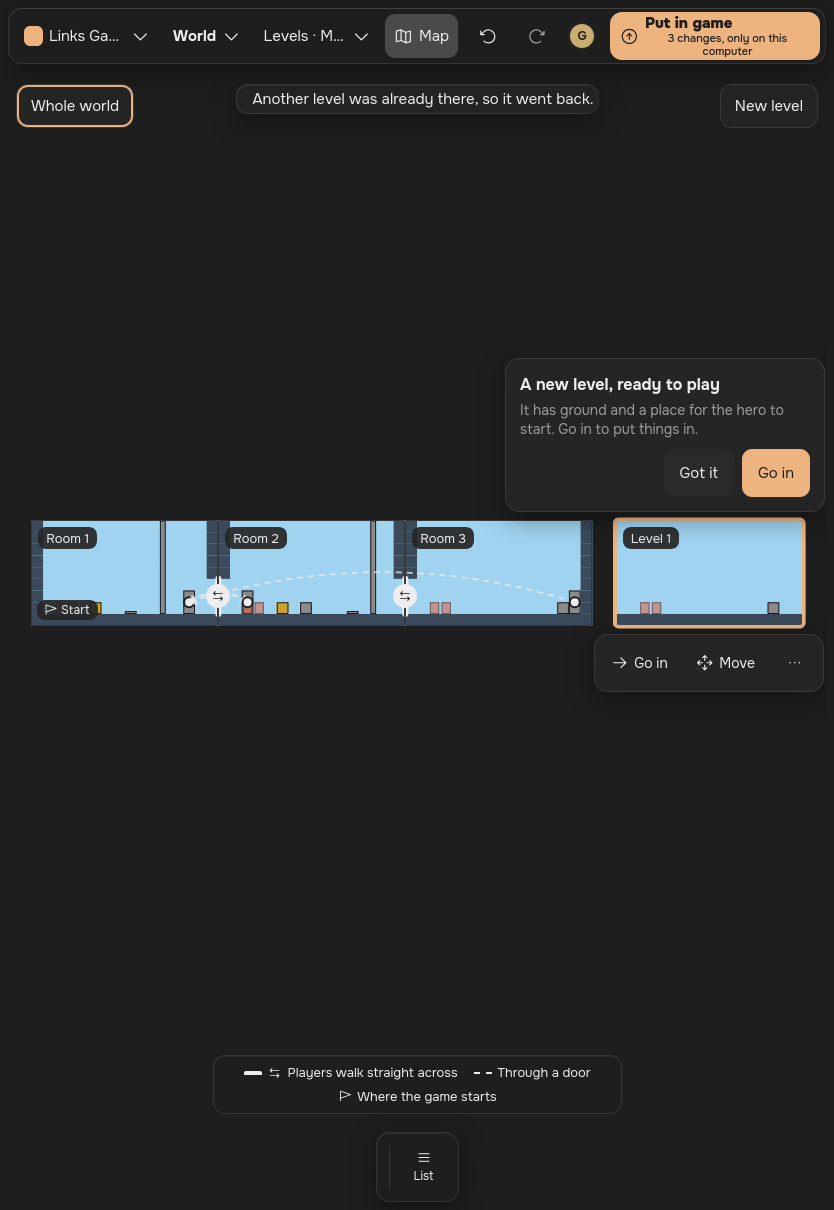 Links Ga...
World
Levels · M...
Map
G
Put in game
3 changes, only on this
computer
Whole world
Another level was already there, so it went back.
New level
A new level, ready to play
It has ground and a place for the hero to
start. Go in to put things in.
Got it
Go in
Room 1
Room 2
Room 3
Level 1
Start
Go in
Move
...
Players walk straight across
Through a door
Where the game starts
List